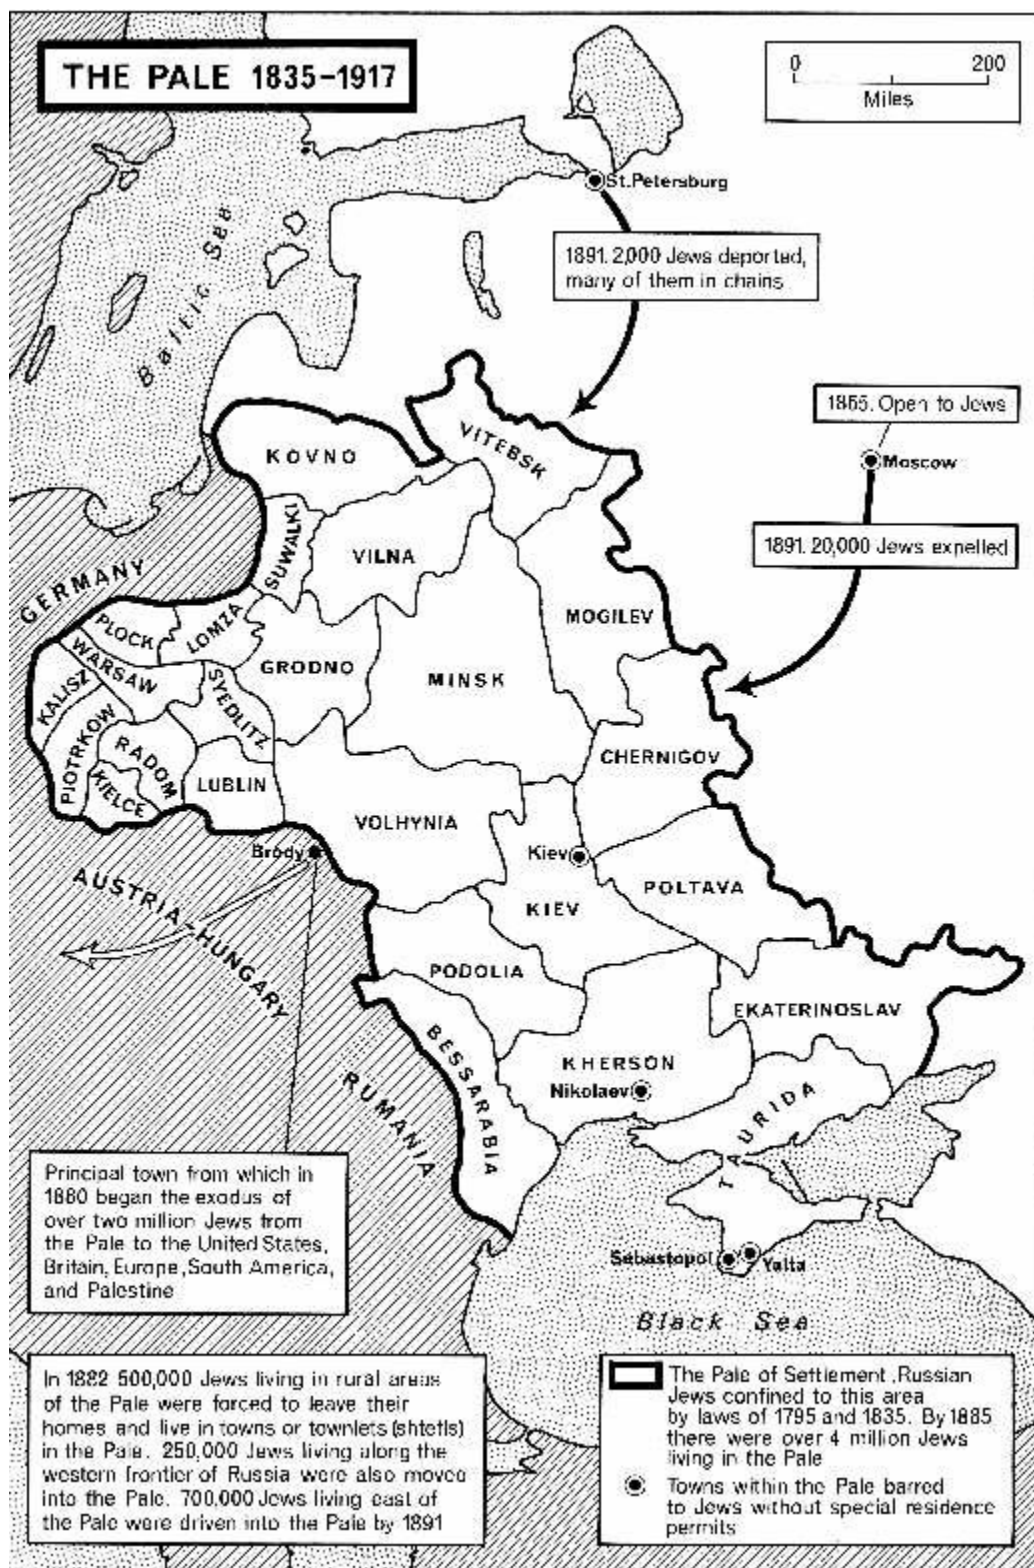 THE PALE 1835-1917
0 200
Miles
St.Petersburg
1891. 2,000 Jews deported,
many of them in chains
Baltic Sea
1865. Open to Jews
Moscow
1891. 20,000 Jews expelled
VITEBSK
KOVNO
SUWALKI
VILNA
GERMANY
MOGILEV
PLOCK
LOMZA
GRODNO
MINSK
WARSAW
KALISZ
SYEDLITZ
PIOTRKOW
RADOM
KIELCE
LUBLIN
CHERNIGOV
VOLHYNIA
Brody
Kiev
POLTAVA
KIEV
AUSTRIA-HUNGARY
PODOLIA
EKATERINOSLAV
BESSARABIA
KHERSON
Nikolaev
RUMANIA
TAURIDA
Sebastopol
Yalta
Black Sea
Principal town from which in
1880 began the exodus of
over two million Jews from
the Pale to the United States,
Britain, Europe, South America,
and Palestine
In 1882 500,000 Jews living in rural areas
of the Pale were forced to leave their
homes and live in towns or townlets (shtetls)
in the Pale. 250,000 Jews living along the
western frontier of Russia were also moved
into the Pale. 700,000 Jews living east of
the Pale were driven into the Pale by 1891
The Pale of Settlement. Russian
Jews confined to this area
by laws of 1795 and 1835. By 1885
there were over 4 million Jews
living in the Pale
Towns within the Pale barred
to Jews without special residence
permits